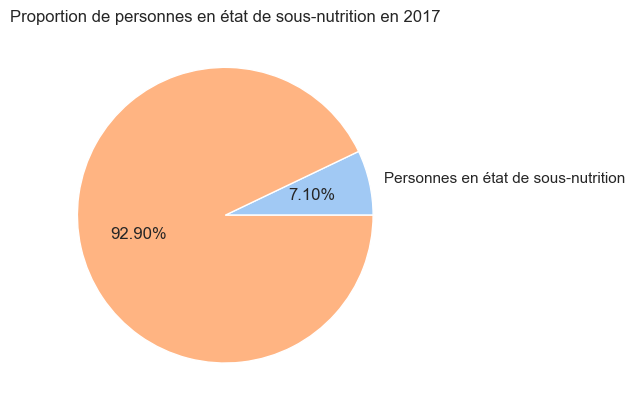 Proportion de personnes en état de sous-nutrition en 2017
Personnes en état de sous-nutrition
7.10%
92.90%